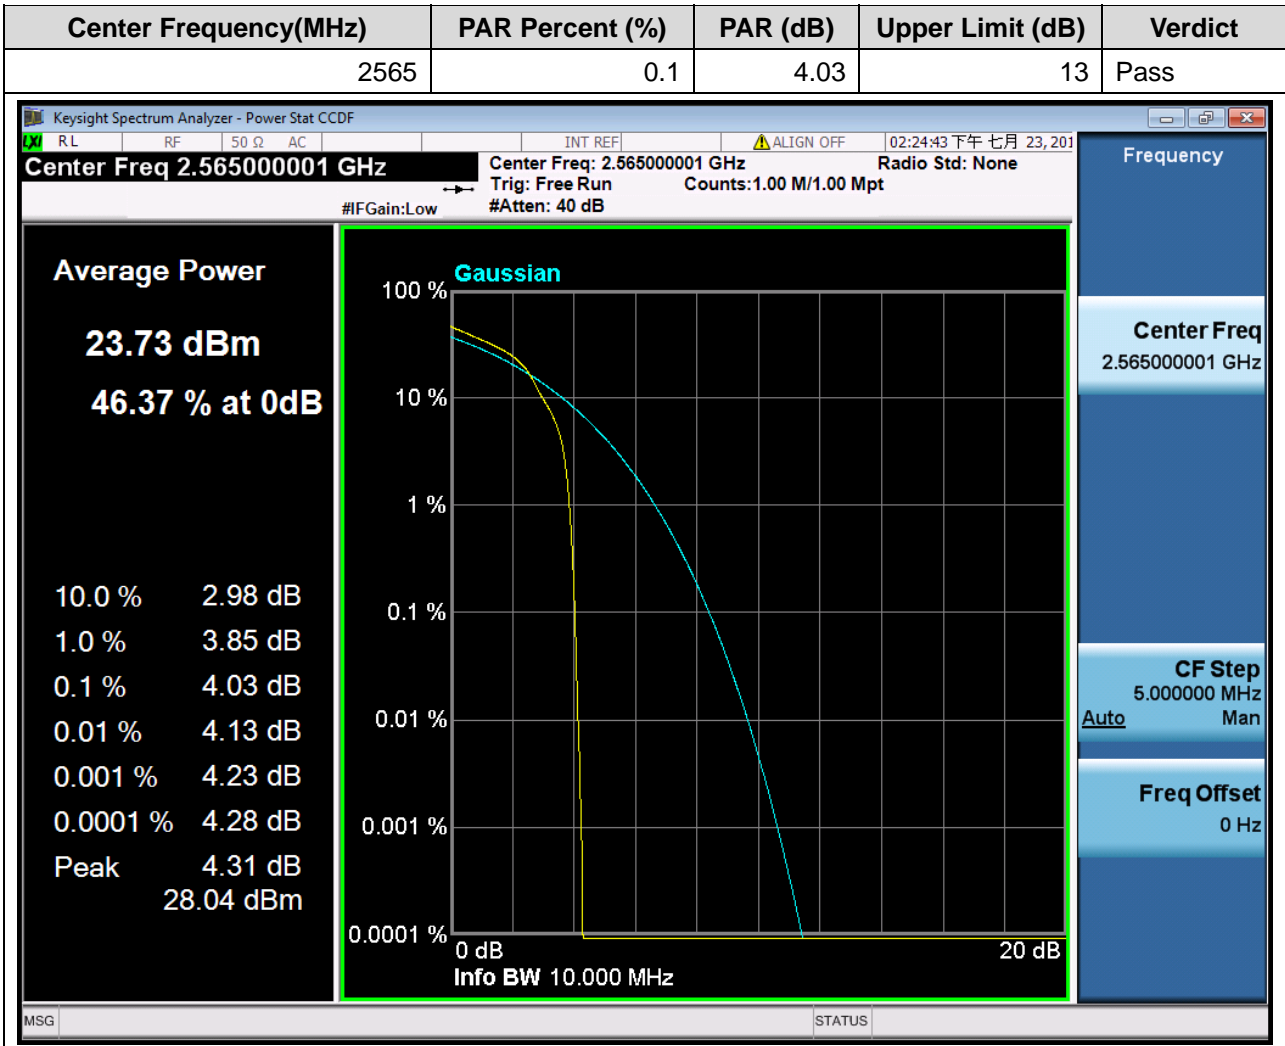 Center Frequency(MHz) PAR Percent (%) PAR (dB) Upper Limit (dB) Verdict
2565 0.1 4.03 13 Pass
Keysight Spectrum Analyzer - Power Stat CCDF
LXI RL RF 50 Ω AC INT REF ALIGN OFF 02:24:43 下午 七月 23, 201
Center Freq 2.565000001 GHz
Center Freq: 2.565000001 GHz Radio Std: None
Trig: Free Run Counts:1.00 M/1.00 Mpt
#IFGain:Low #Atten: 40 dB
Frequency
Average Power
23.73 dBm
46.37 % at 0dB
10.0 % 2.98 dB
1.0 % 3.85 dB
0.1 % 4.03 dB
0.01 % 4.13 dB
0.001 % 4.23 dB
0.0001 % 4.28 dB
Peak 4.31 dB
28.04 dBm
Gaussian
100 %
10 %
1 %
0.1 %
0.01 %
0.001 %
0.0001 %
0 dB 20 dB
Info BW 10.000 MHz
Center Freq
2.565000001 GHz
CF Step
5.000000 MHz
Auto Man
Freq Offset
0 Hz
MSG STATUS